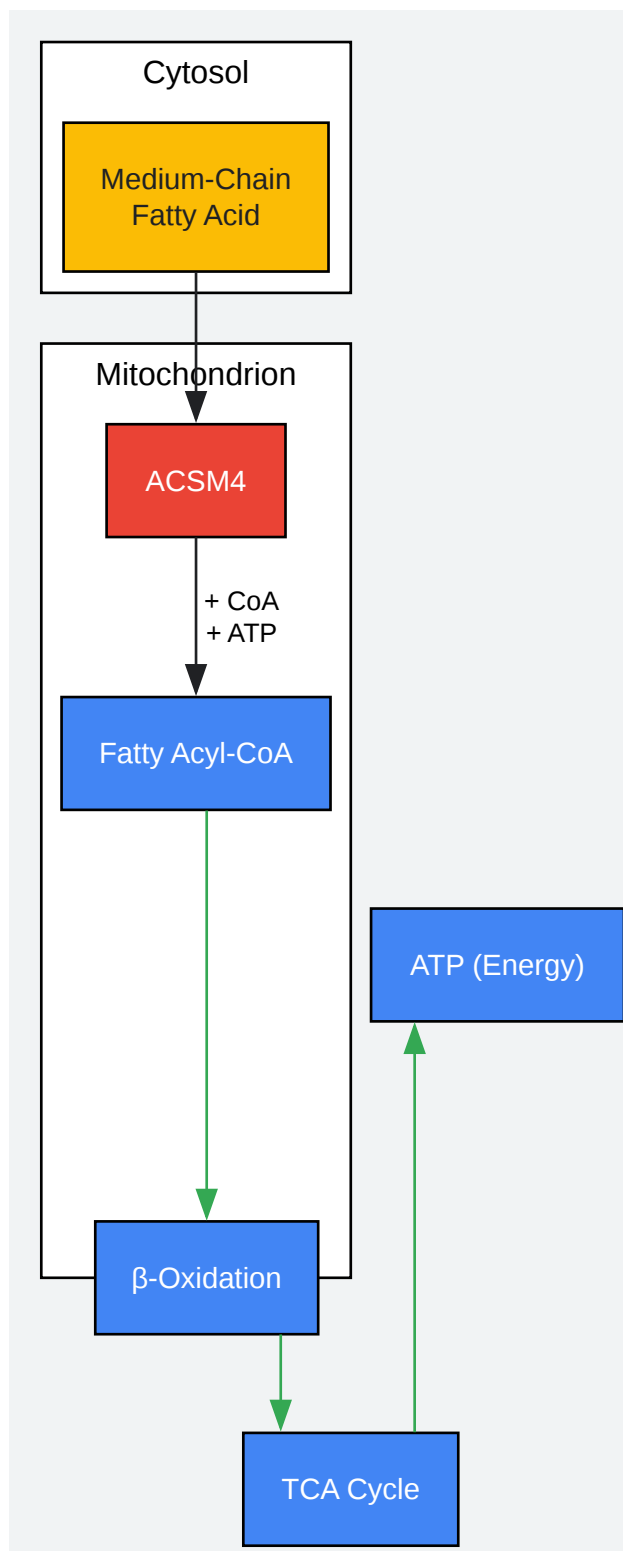 Cytosol
Medium-Chain
Fatty Acid
Mitochondrion
ACSM4
+ CoA
+ ATP
Fatty Acyl-CoA
ATP (Energy)
β-Oxidation
TCA Cycle